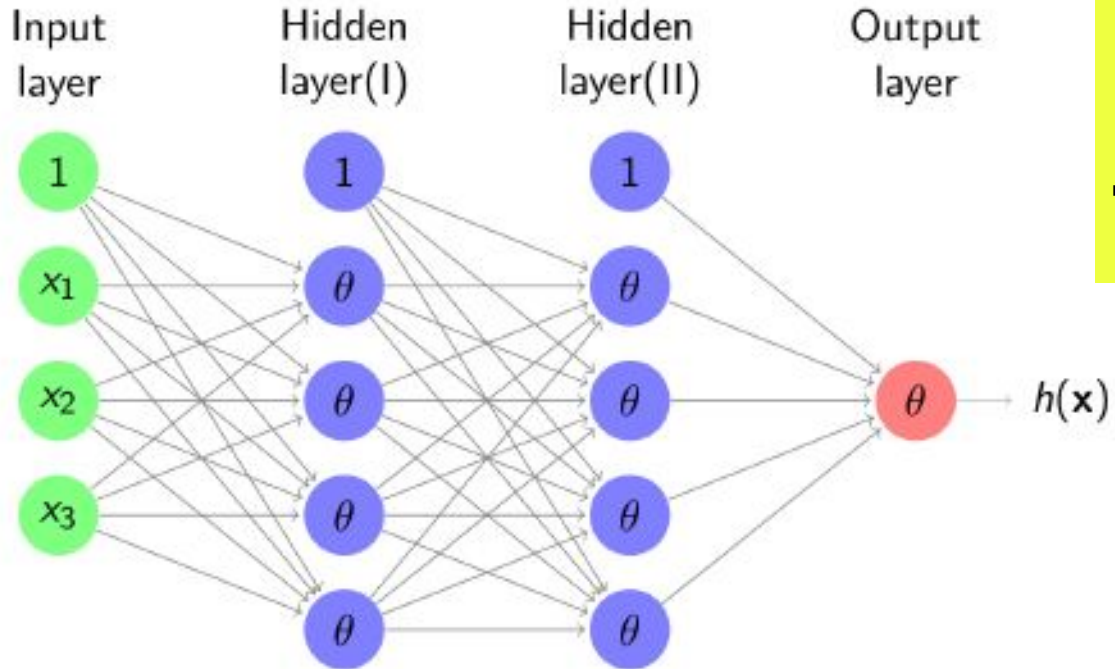 Input Hidden Hidden Output
layer layer(I) layer(II) layer
1 1 1
x₁ θ θ
x₂ θ θ θ h(x)
x₃ θ θ
θ θ